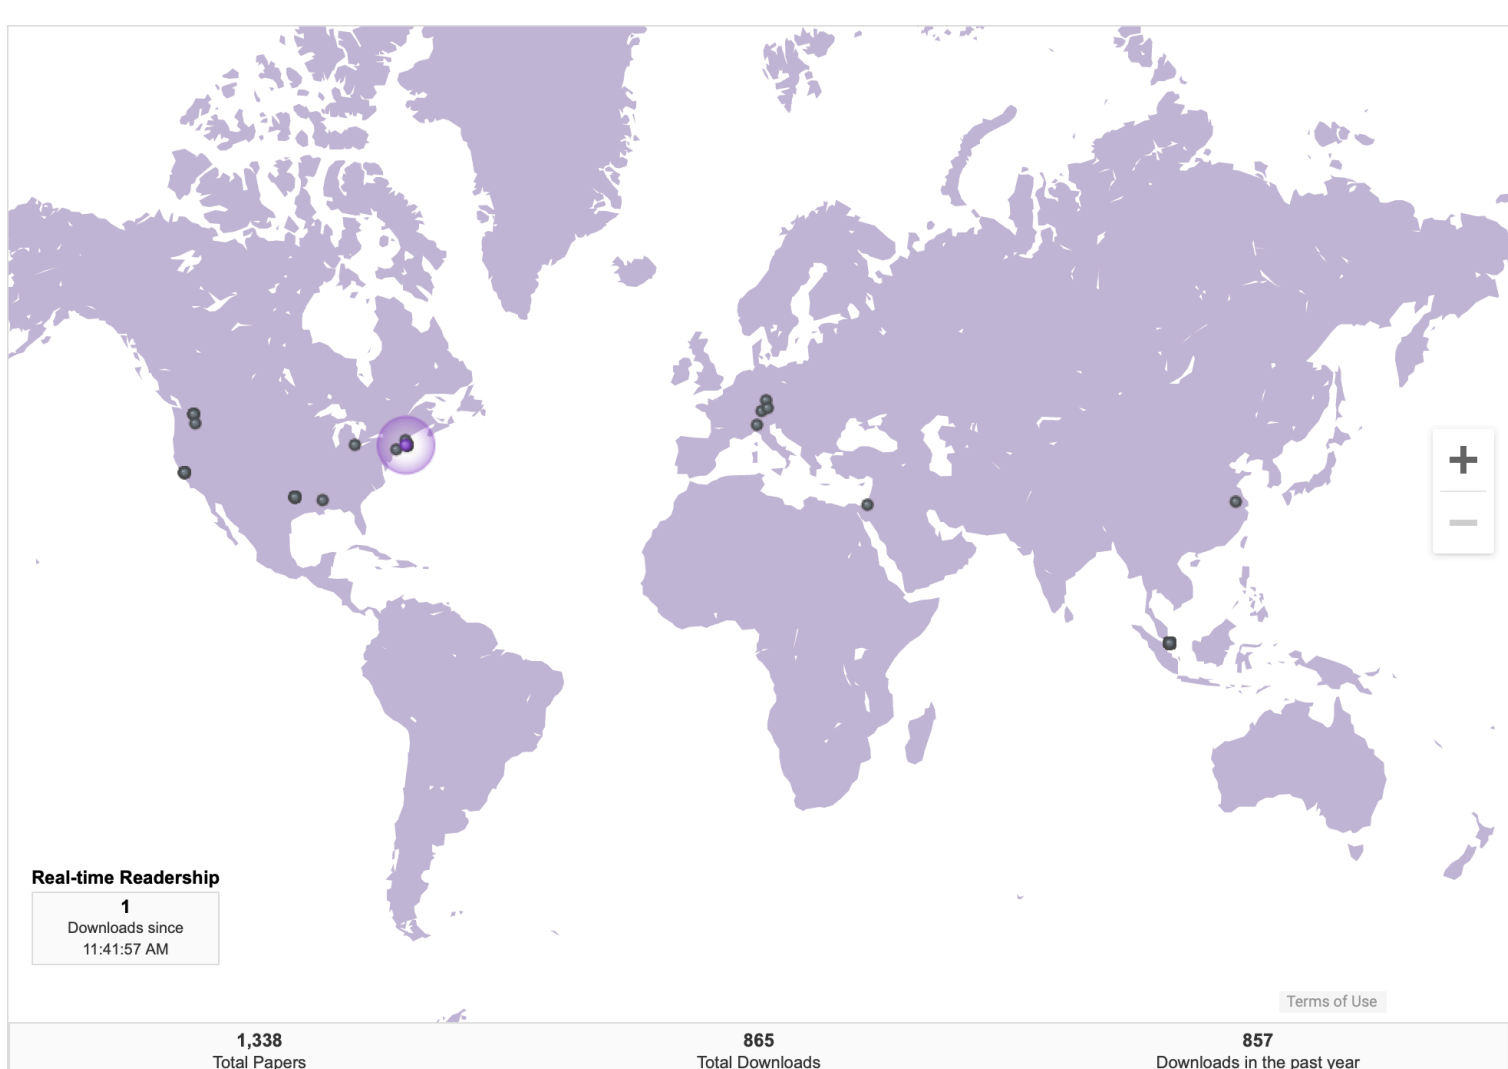 +
−
Real-time Readership
1
Downloads since
11:41:57 AM
Terms of Use
1,338
Total Papers
865
Total Downloads
857
Downloads in the past year